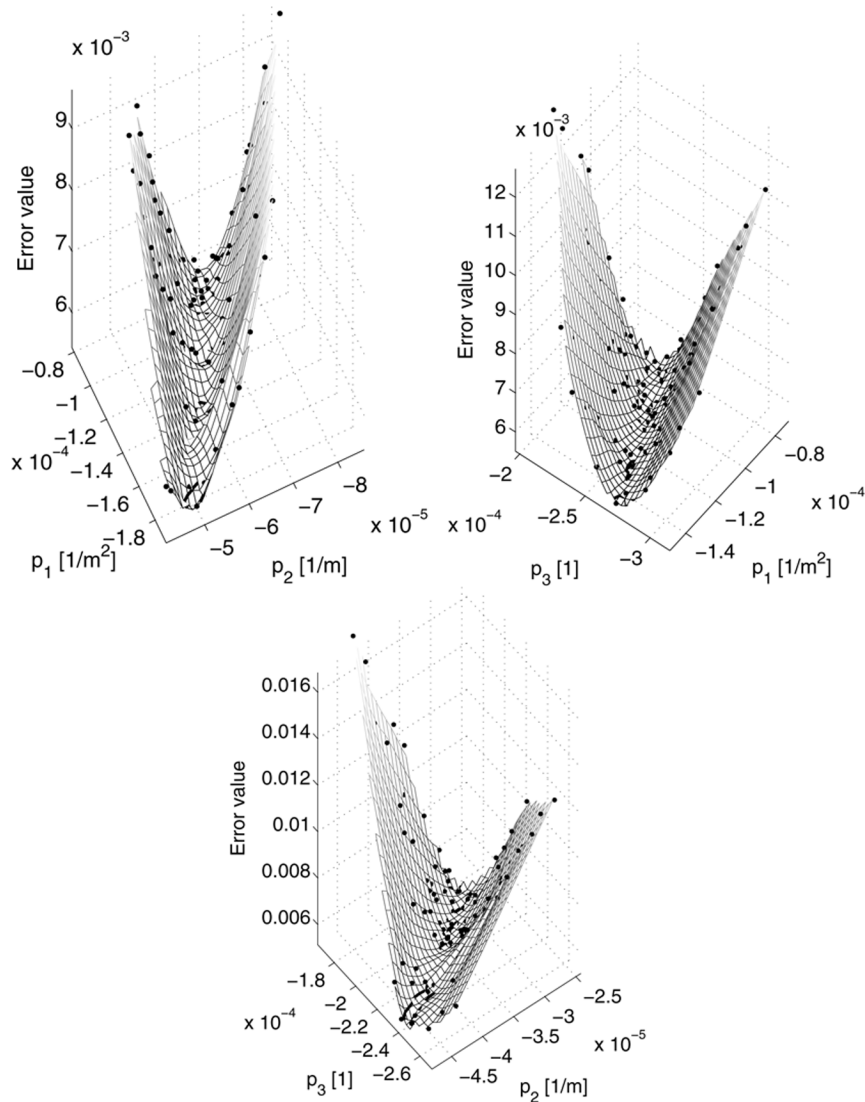 x 10⁻³
9
8
7
6
Error value
−0.8
−1
−1.2
−1.4
−1.6
−1.8
x 10⁻⁴
p₁ [1/m²]
−5
−6
−7
−8
x 10⁻⁵
p₂ [1/m]
x 10⁻³
12
11
10
9
8
7
6
Error value
−2
−2.5
−3
x 10⁻⁴
p₃ [1]
−0.8
−1
−1.2
−1.4
x 10⁻⁴
p₁ [1/m²]
0.016
0.014
0.012
0.01
0.008
0.006
Error value
−1.8
−2
−2.2
−2.4
−2.6
x 10⁻⁴
p₃ [1]
−2.5
−3
−3.5
−4
−4.5
x 10⁻⁵
p₂ [1/m]